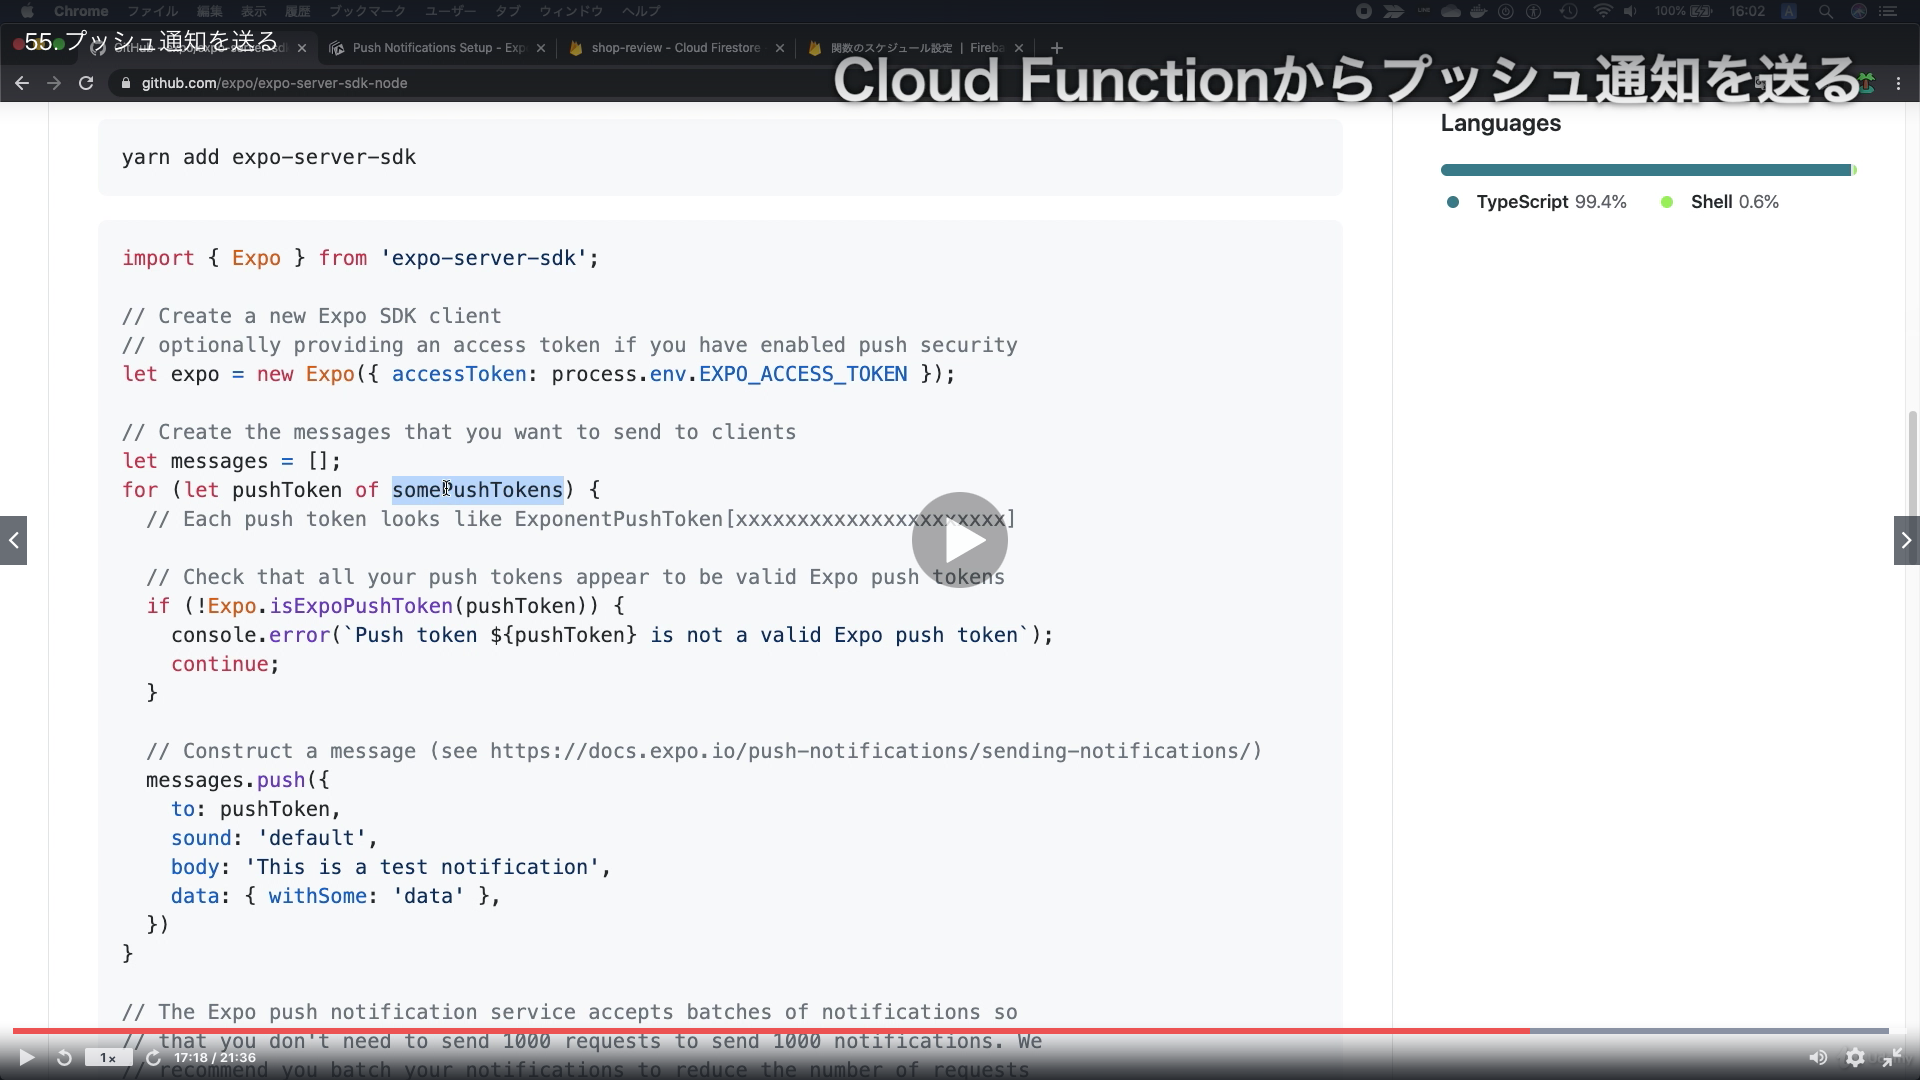 Chrome ファイル 編集 表示 履歴 ブックマーク ユーザー タブ ウィンドウ ヘルプ 100% 16:02 A
55. プッシュ通知を送る
Push Notifications Setup - Exp
shop-review - Cloud Firestore
関数のスケジュール設定 | Fireba
github.com/expo/expo-server-sdk-node
Cloud Functionからプッシュ通知を送る
yarn add expo-server-sdk
Languages
TypeScript 99.4% Shell 0.6%
import { Expo } from 'expo-server-sdk';
// Create a new Expo SDK client
// optionally providing an access token if you have enabled push security
let expo = new Expo({ accessToken: process.env.EXPO_ACCESS_TOKEN });
// Create the messages that you want to send to clients
let messages = [];
for (let pushToken of somePushTokens) {
// Each push token looks like ExponentPushToken[xxxxxxxxxxxxxxxxxxxxxx]
// Check that all your push tokens appear to be valid Expo push tokens
if (!Expo.isExpoPushToken(pushToken)) {
console.error(`Push token ${pushToken} is not a valid Expo push token`);
continue;
}
// Construct a message (see https://docs.expo.io/push-notifications/sending-notifications/)
messages.push({
to: pushToken,
sound: 'default',
body: 'This is a test notification',
data: { withSome: 'data' },
})
}
// The Expo push notification service accepts batches of notifications so
// that you don't need to send 1000 requests to send 1000 notifications. We
// recommend you batch your notifications to reduce the number of requests
1x 17:18 / 21:36